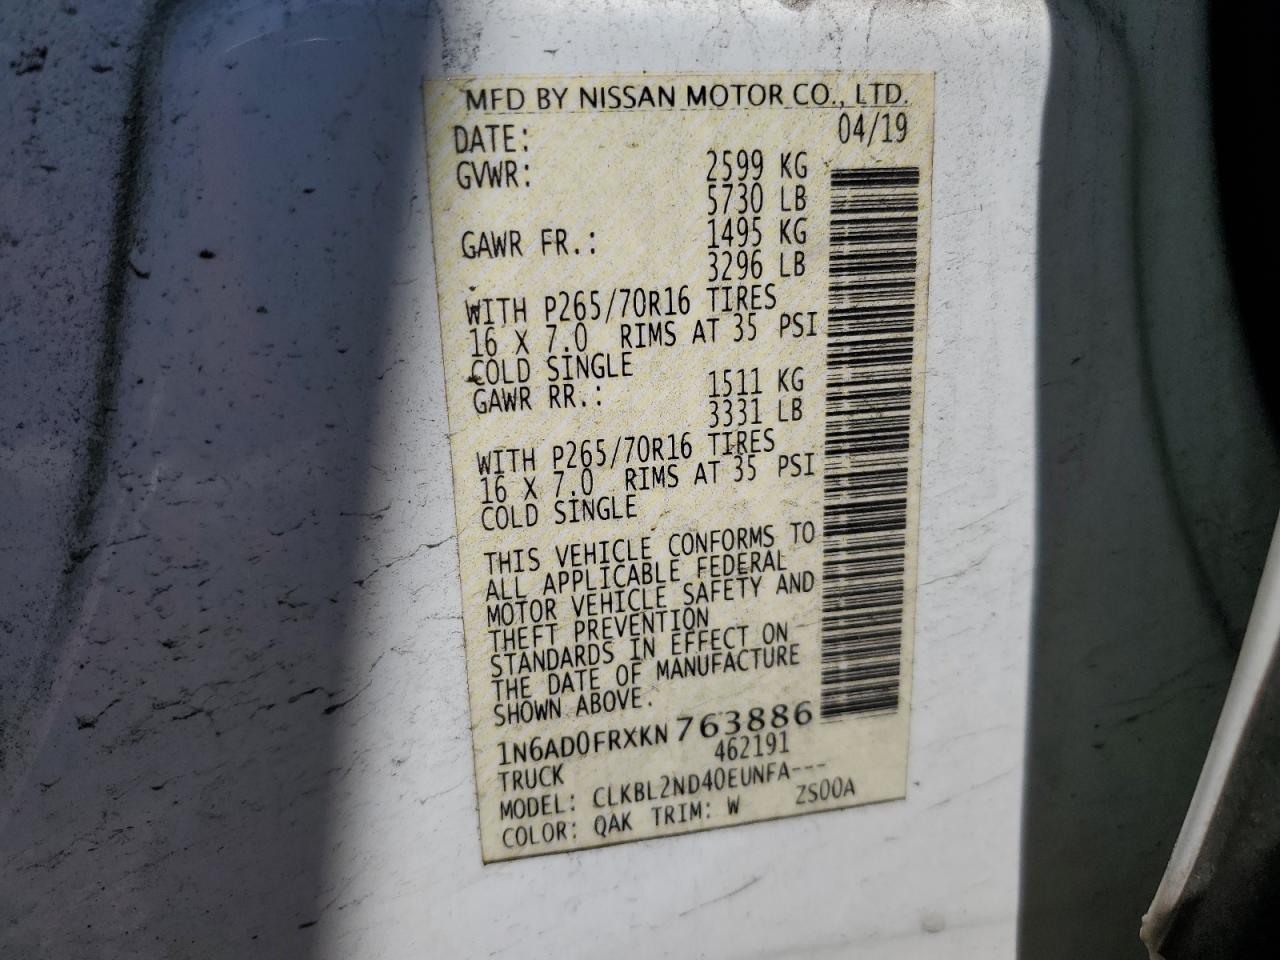 MFD BY NISSAN MOTOR CO., LTD.
DATE: 04/19
GVWR: 2599 KG
5730 LB
GAWR FR.: 1495 KG
3296 LB
WITH P265/70R16 TIRES
16 X 7.0 RIMS AT 35 PSI
COLD SINGLE
GAWR RR.: 1511 KG
3331 LB
WITH P265/70R16 TIRES
16 X 7.0 RIMS AT 35 PSI
COLD SINGLE
THIS VEHICLE CONFORMS TO
ALL APPLICABLE FEDERAL
MOTOR VEHICLE SAFETY AND
THEFT PREVENTION
STANDARDS IN EFFECT ON
THE DATE OF MANUFACTURE
SHOWN ABOVE.
1N6AD0FRXKN 763886
TRUCK 462191
MODEL: CLKBL2ND40EUNFA---
COLOR: QAK TRIM: W ZS00A